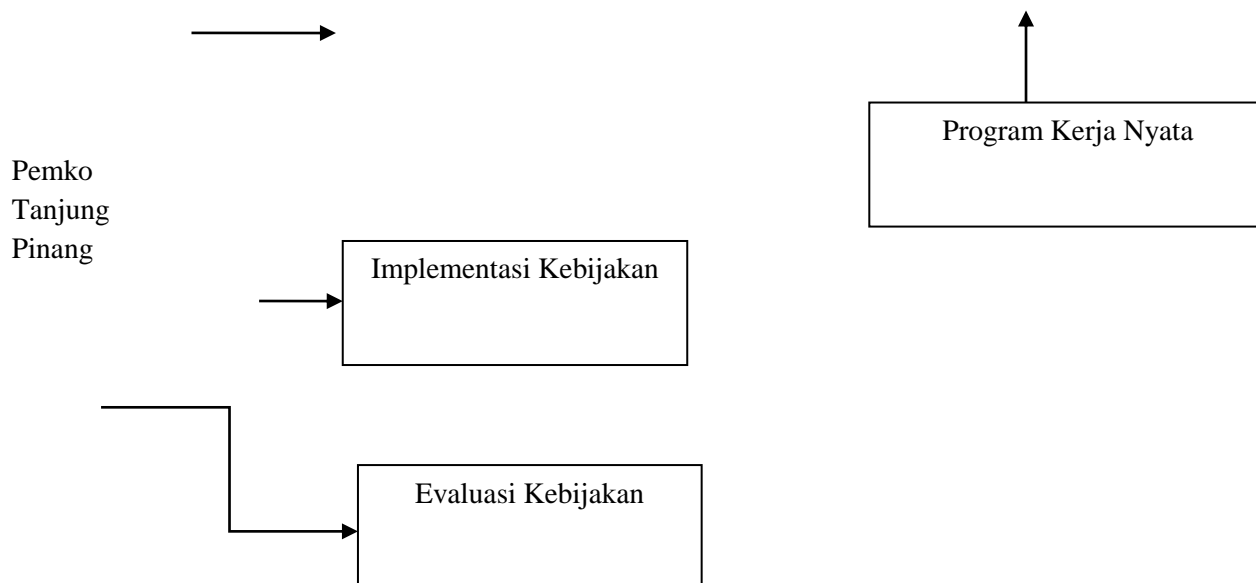 Program Kerja Nyata
Pemko
Tanjung
Pinang
Implementasi Kebijakan
Evaluasi Kebijakan